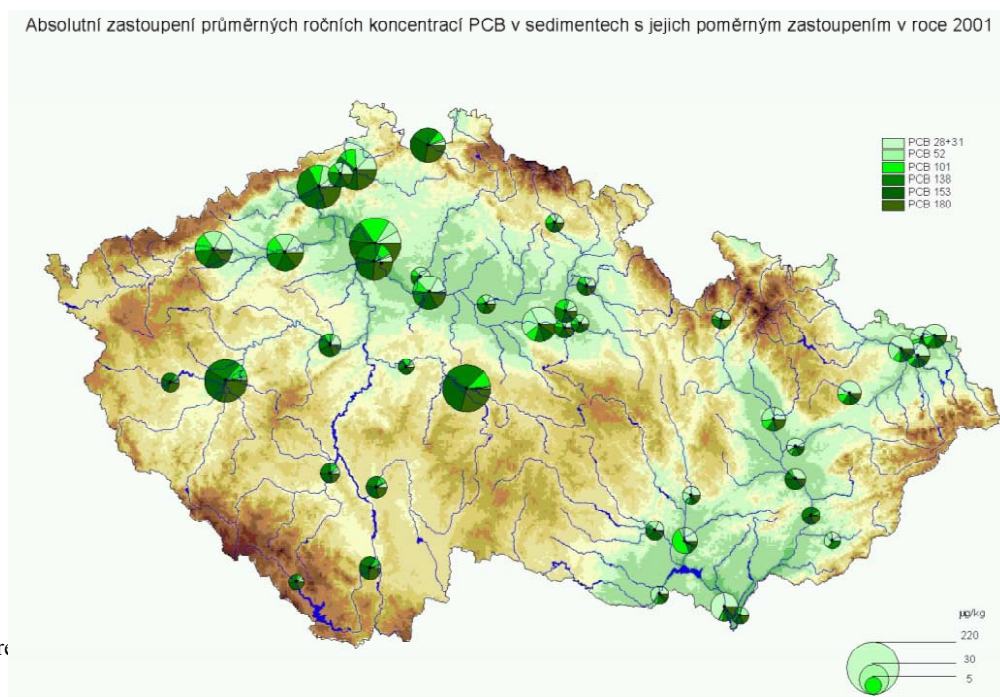 Absolutní zastoupení průměrných ročních koncentrací PCB v sedimentech s jejich poměrným zastoupením v roce 2001
PCB 28+31
PCB 52
PCB 101
PCB 138
PCB 153
PCB 180
µg/kg
220
30
5